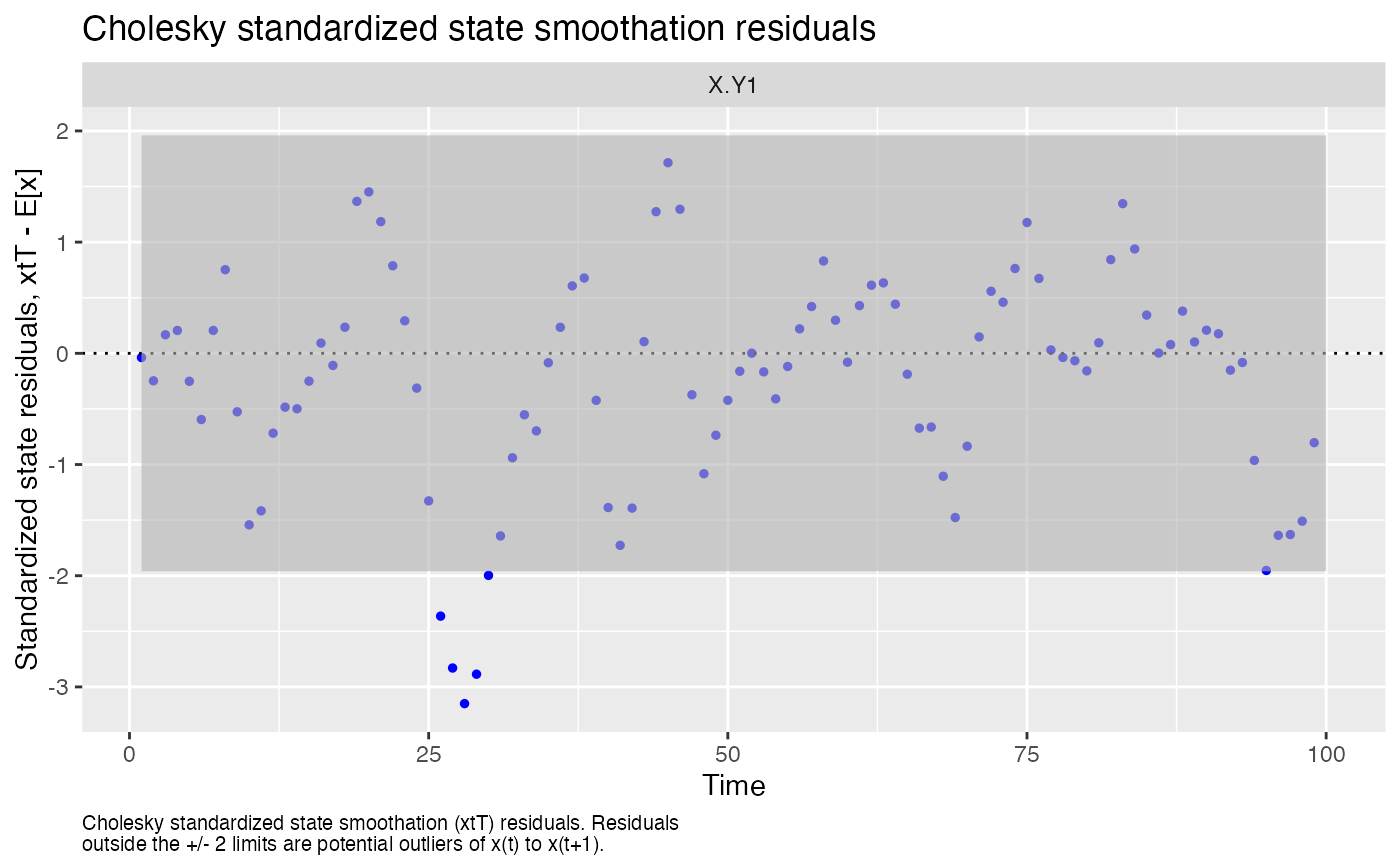 Cholesky standardized state smoothation residuals
X.Y1
Standardized state residuals, xtT - E[x]
2
1
0
-1
-2
-3
0 25 50 75 100
Time
Cholesky standardized state smoothation (xtT) residuals. Residuals
outside the +/- 2 limits are potential outliers of x(t) to x(t+1).